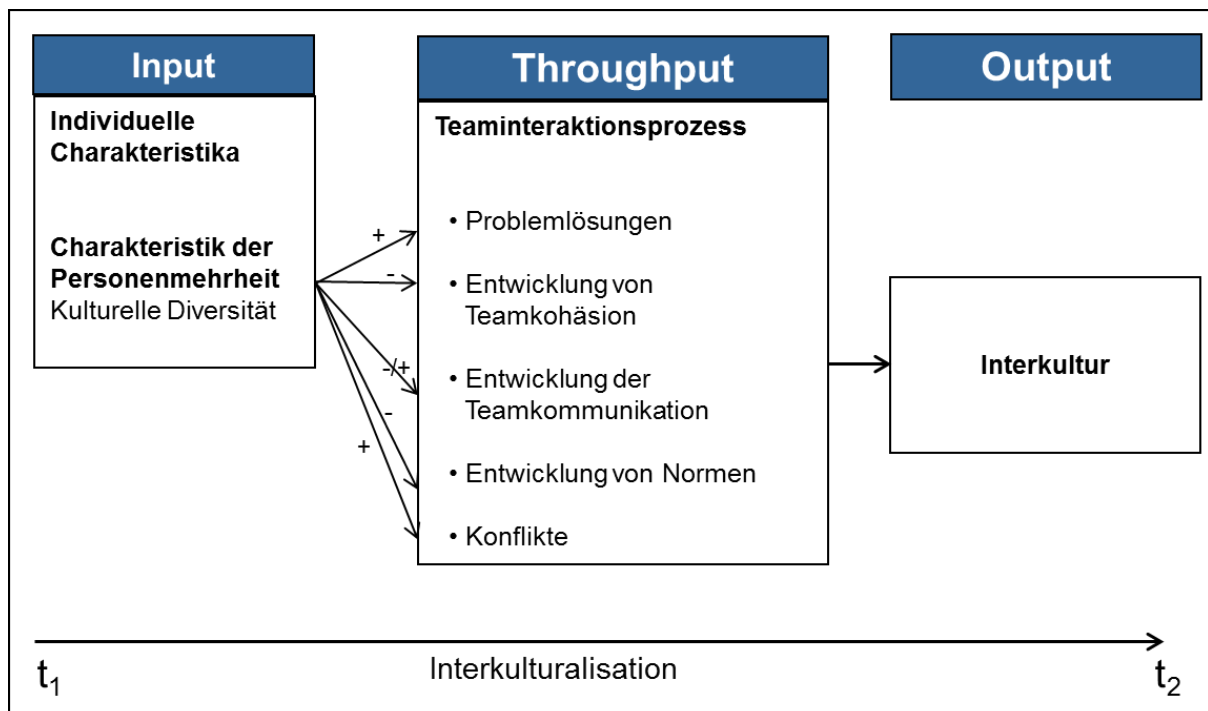 Input
Individuelle
Charakteristika
Charakteristik der
Personenmehrheit
Kulturelle Diversität
+
-
-/+
-
+
Throughput
Teaminteraktionsprozess
• Problemlösungen
• Entwicklung von
Teamkohäsion
• Entwicklung der
Teamkommunikation
• Entwicklung von Normen
• Konflikte
Output
Interkultur
t1
Interkulturalisation
t2